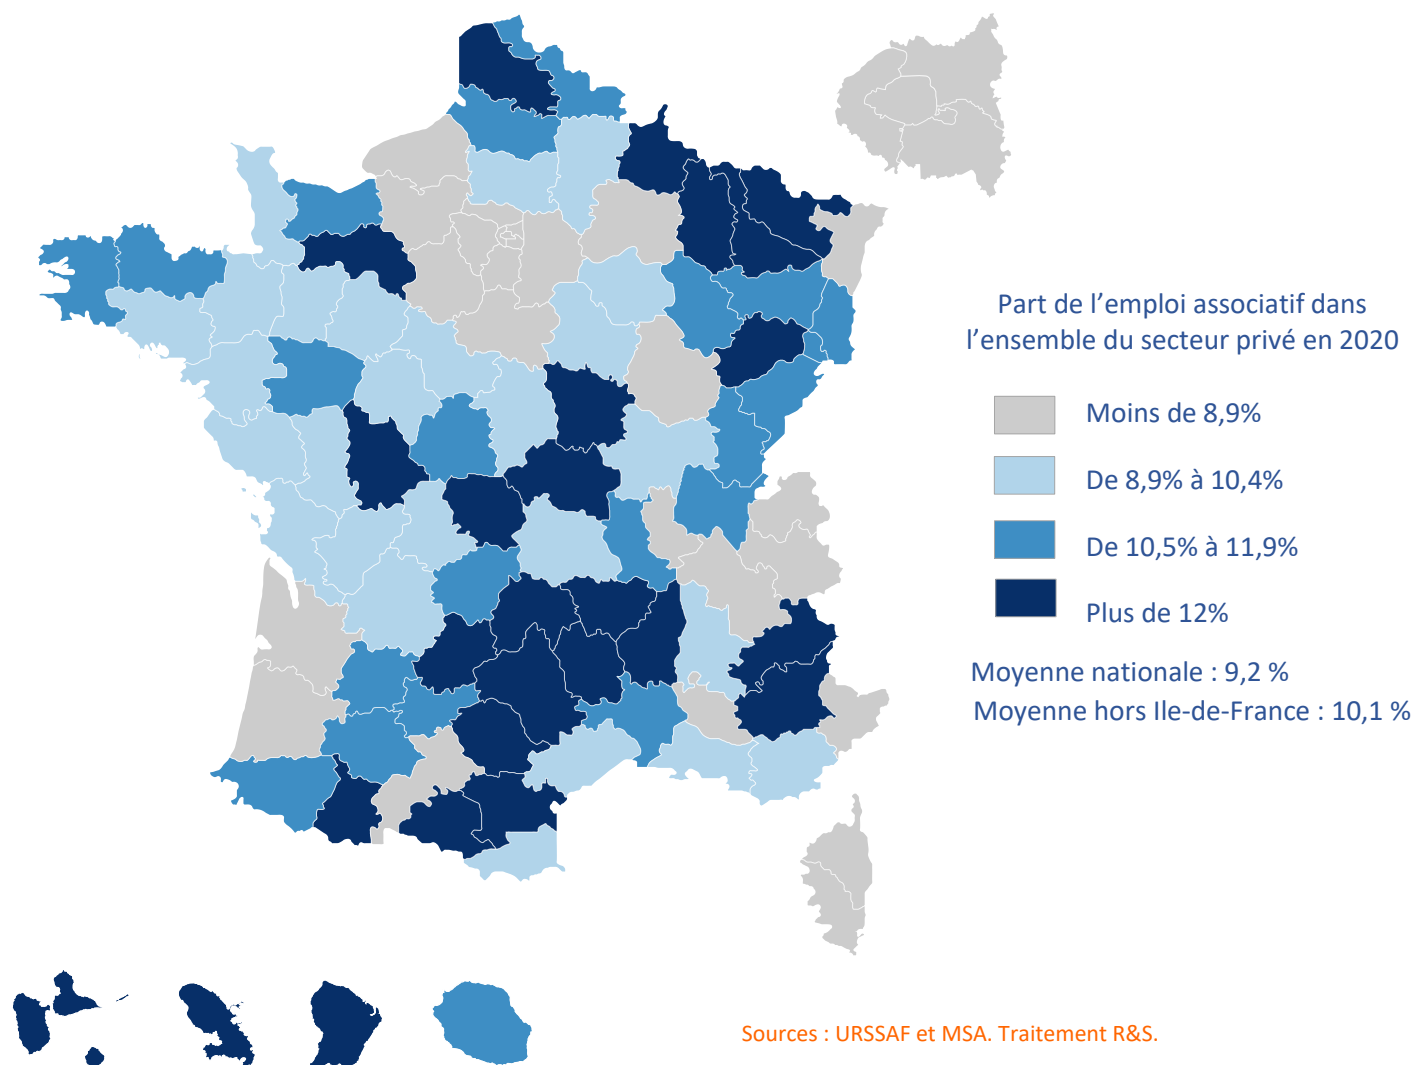 Part de l’emploi associatif dans
l’ensemble du secteur privé en 2020
Moins de 8,9%
De 8,9% à 10,4%
De 10,5% à 11,9%
Plus de 12%
Moyenne nationale : 9,2 %
Moyenne hors Ile-de-France : 10,1 %
Sources : URSSAF et MSA. Traitement R&S.